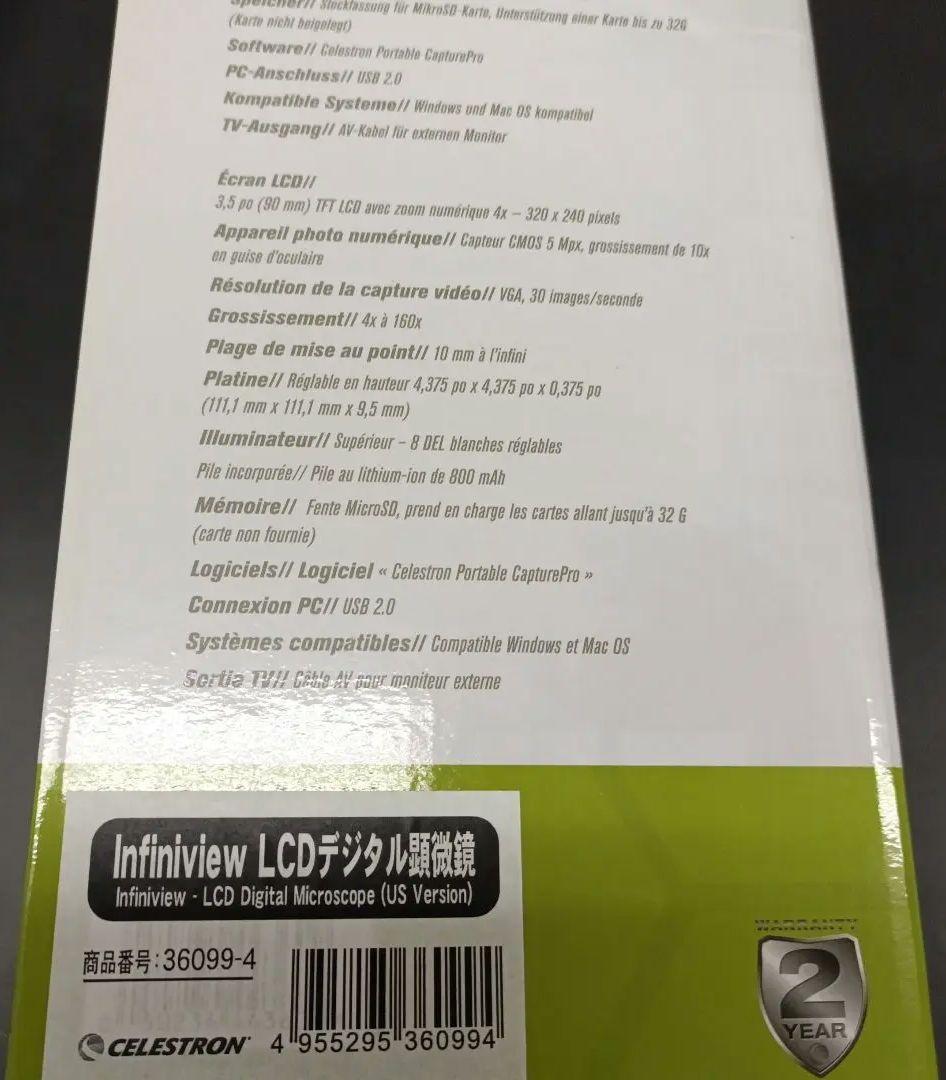 Speicher// Steckfassung für MikroSD-Karte, Unterstützung einer Karte bis zu 32G
(Karte nicht beigelegt)
Software// Celestron Portable CapturePro
PC-Anschluss// USB 2.0
Kompatible Systeme// Windows und Mac OS kompatibel
TV-Ausgang// AV-Kabel für externen Monitor
Écran LCD//
3,5 po (90 mm) TFT LCD avec zoom numérique 4x – 320 x 240 pixels
Appareil photo numérique// Capteur CMOS 5 Mpx, grossissement de 10x
en guise d'oculaire
Résolution de la capture vidéo// VGA, 30 images/seconde
Grossissement// 4x à 160x
Plage de mise au point// 10 mm à l'infini
Platine// Réglable en hauteur 4,375 po x 4,375 po x 0,375 po
(111,1 mm x 111,1 mm x 9,5 mm)
Illuminateur// Supérieur – 8 DEL blanches réglables
Pile incorporée// Pile au lithium-ion de 800 mAh
Mémoire// Fente MicroSD, prend en charge les cartes allant jusqu'à 32 G
(carte non fournie)
Logiciels// Logiciel « Celestron Portable CapturePro »
Connexion PC// USB 2.0
Systèmes compatibles// Compatible Windows et Mac OS
Sortie TV// Câble AV pour moniteur externe
Infiniview LCDデジタル顕微鏡
Infiniview - LCD Digital Microscope (US Version)
商品番号:36099-4
CELESTRON
4 955295 360994
WARRANTY
2
YEAR